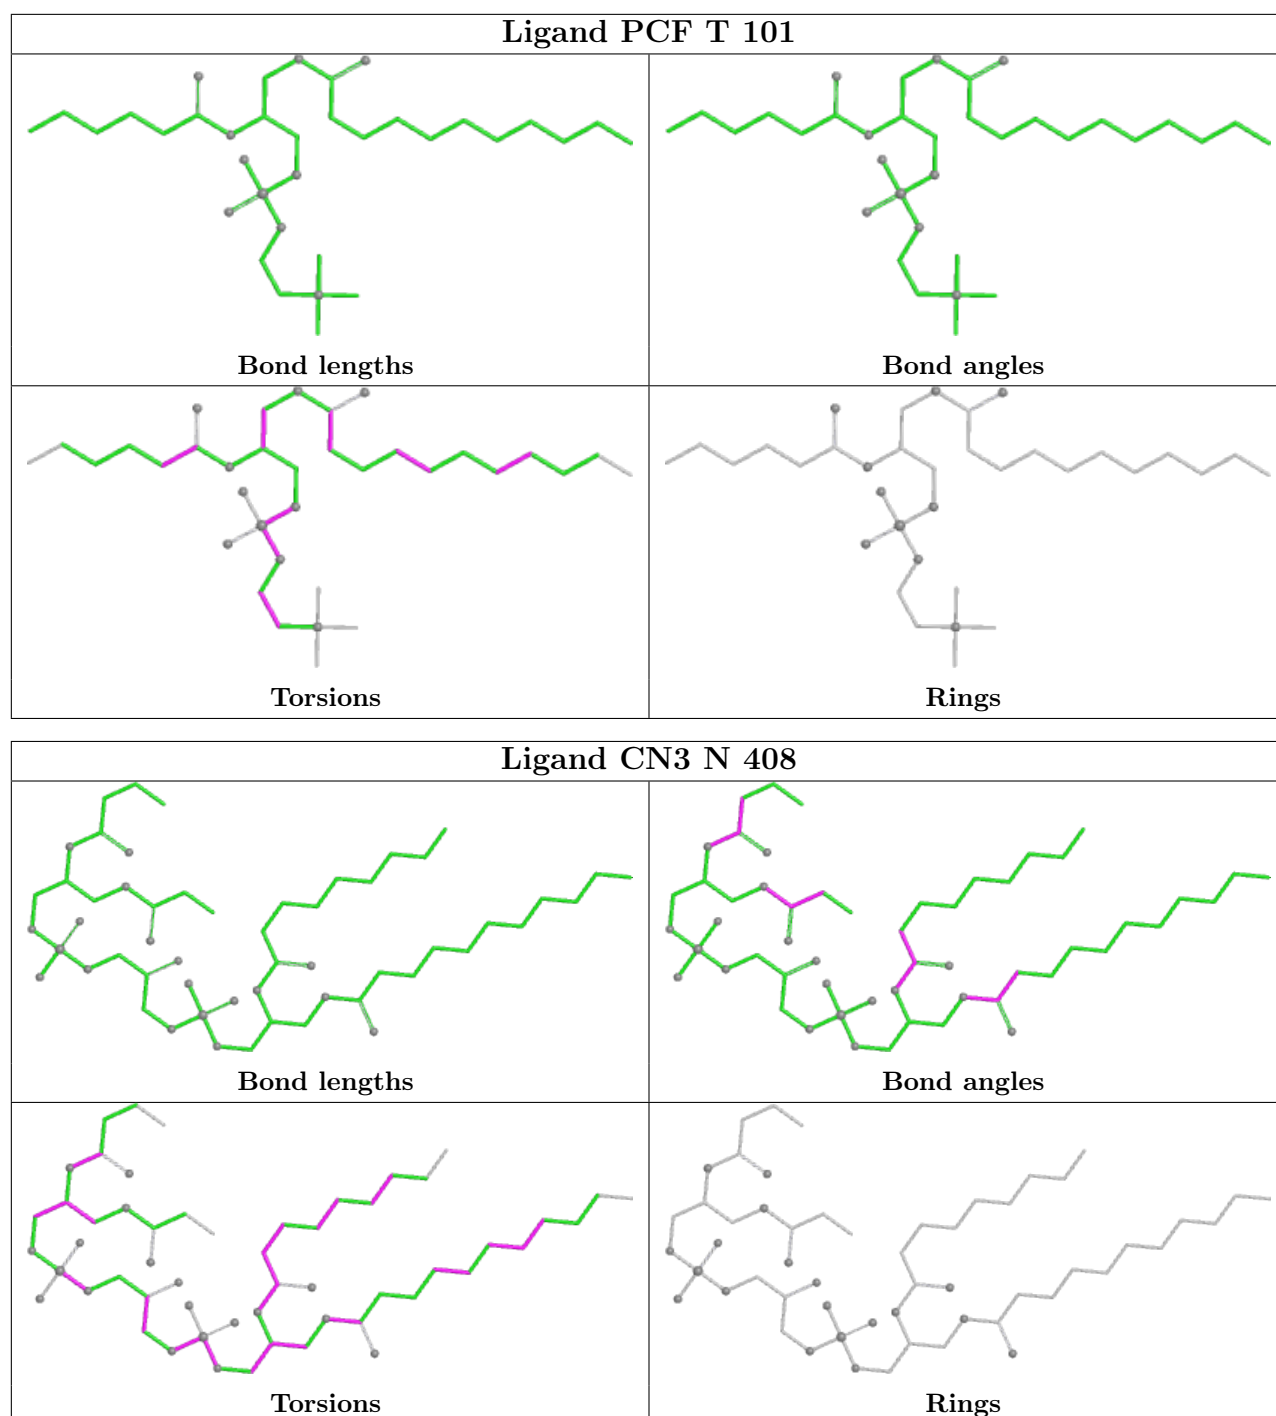 Ligand PCF T 101
Bond lengths
Bond angles
Torsions
Rings
Ligand CN3 N 408
Bond lengths
Bond angles
Torsions
Rings